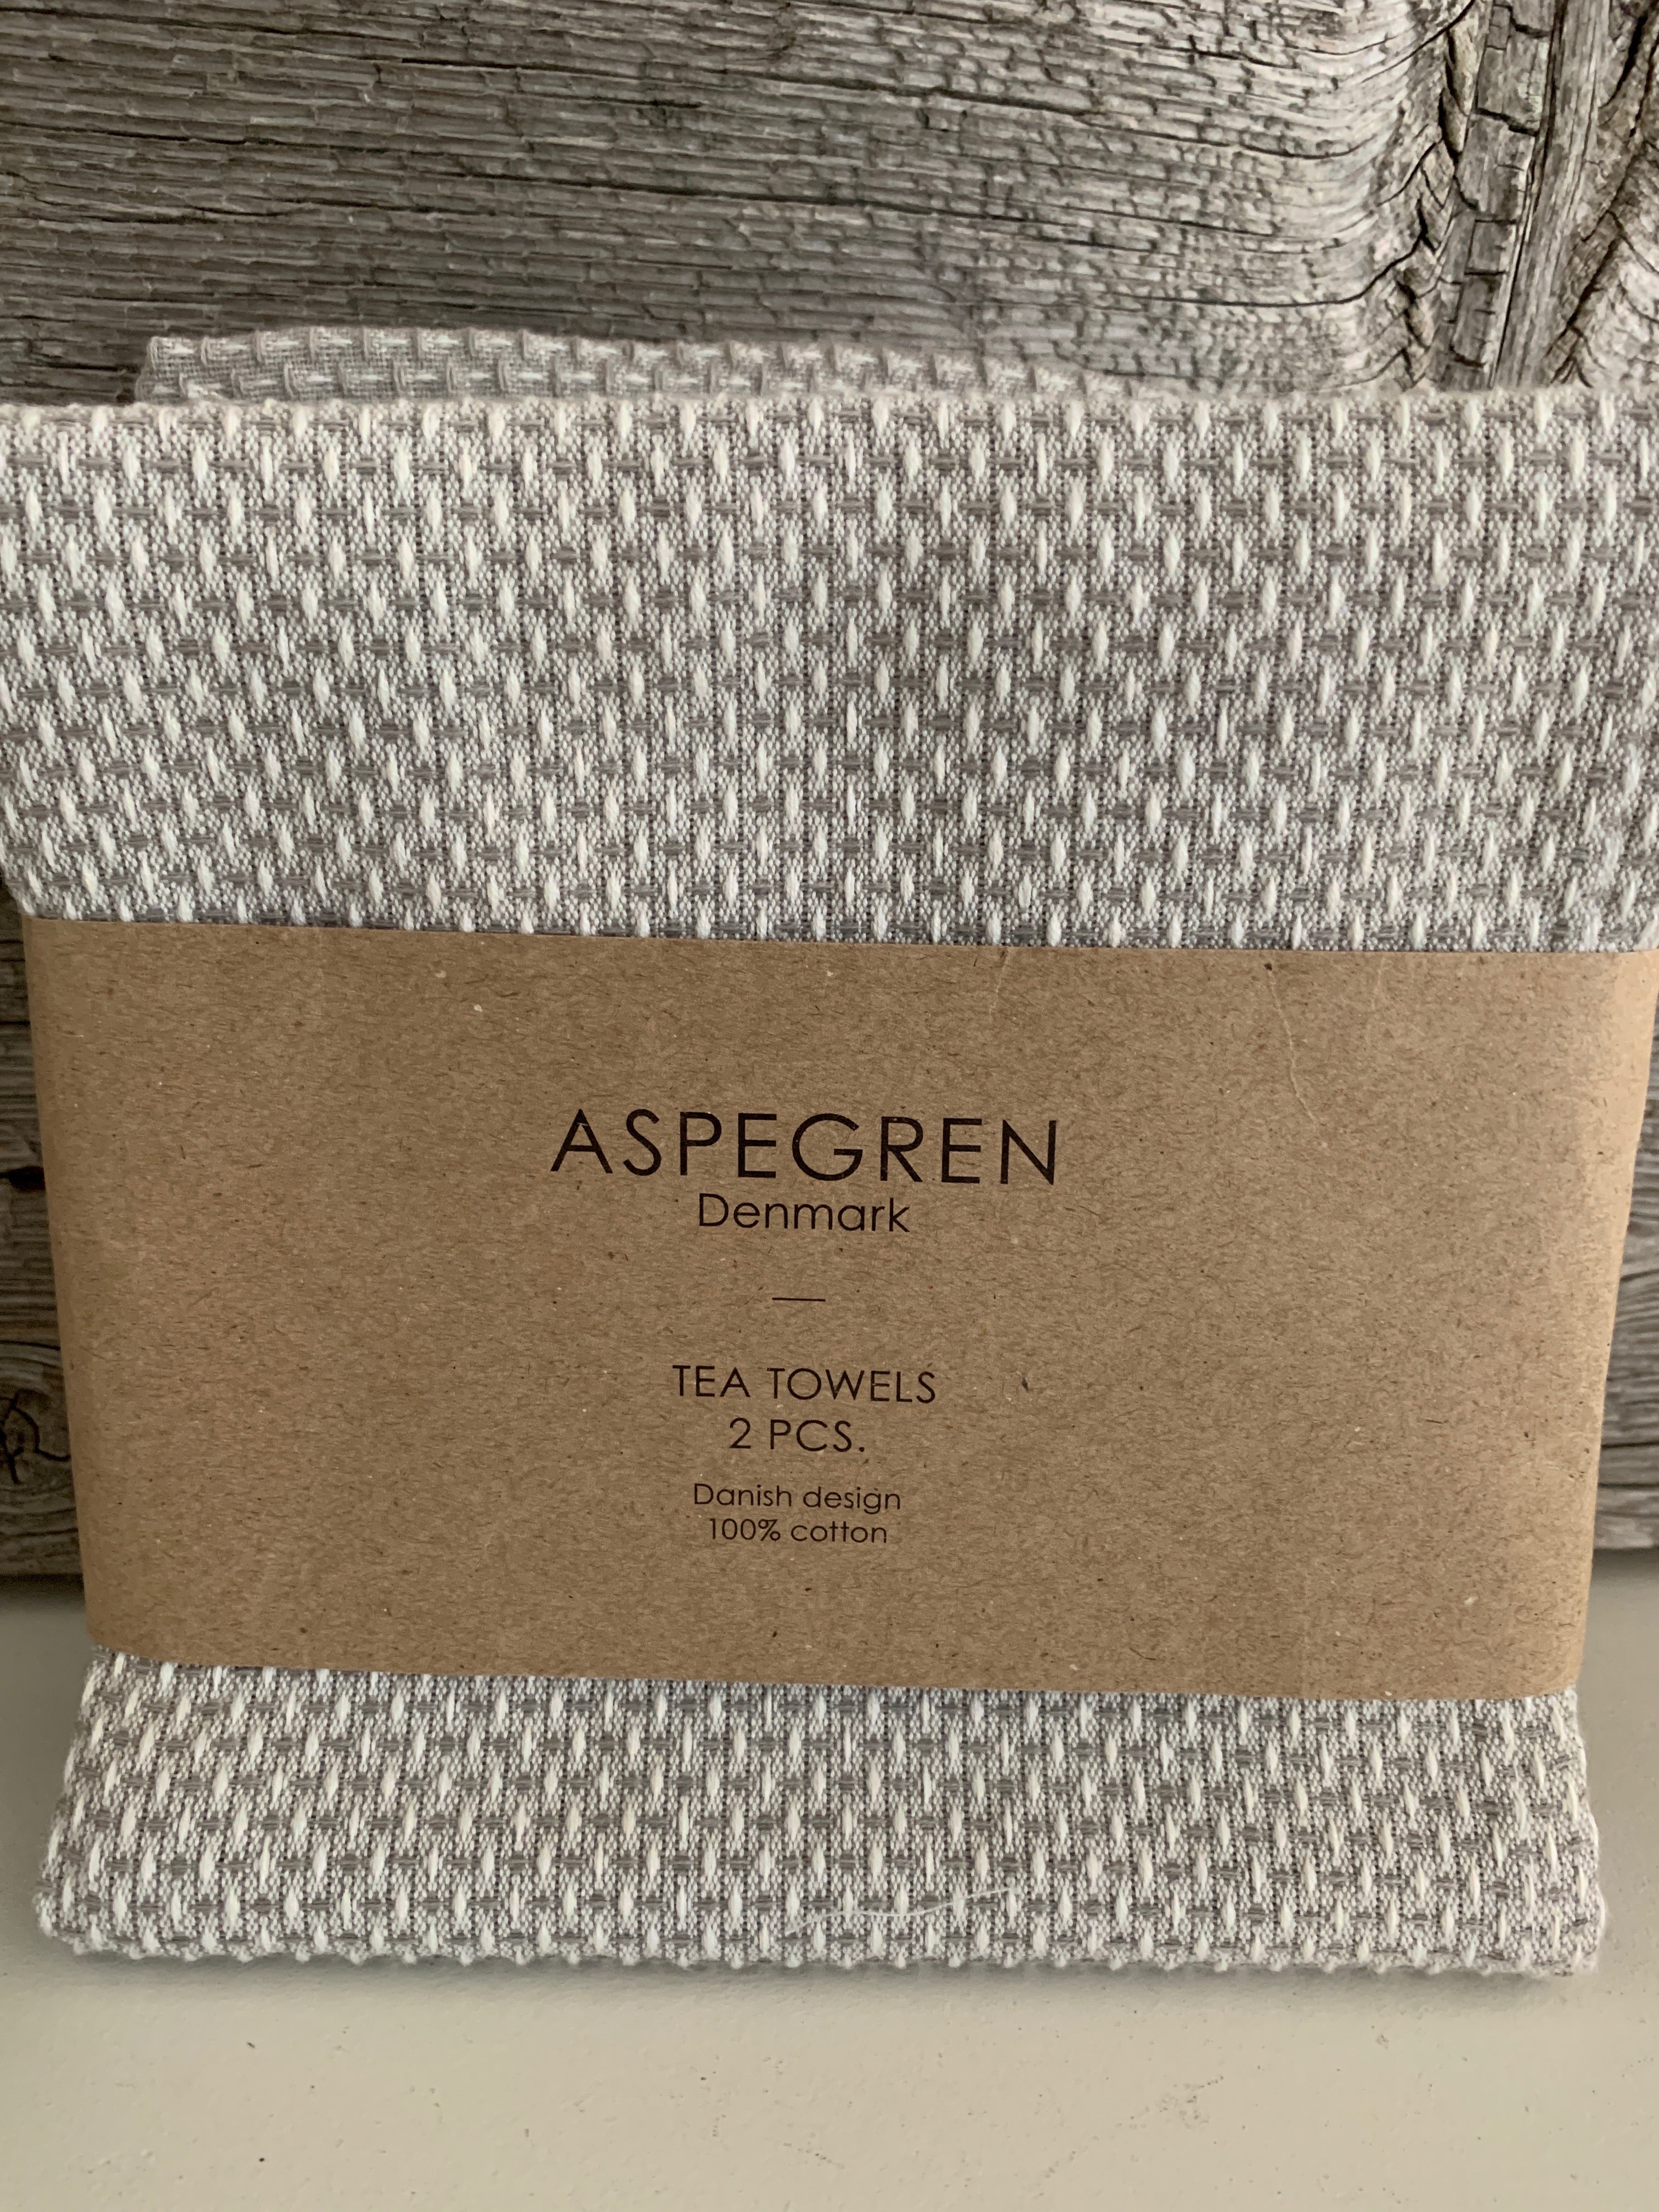 ASPEGREN
Denmark
TEA TOWELS
2 PCS.
Danish design
100% cotton